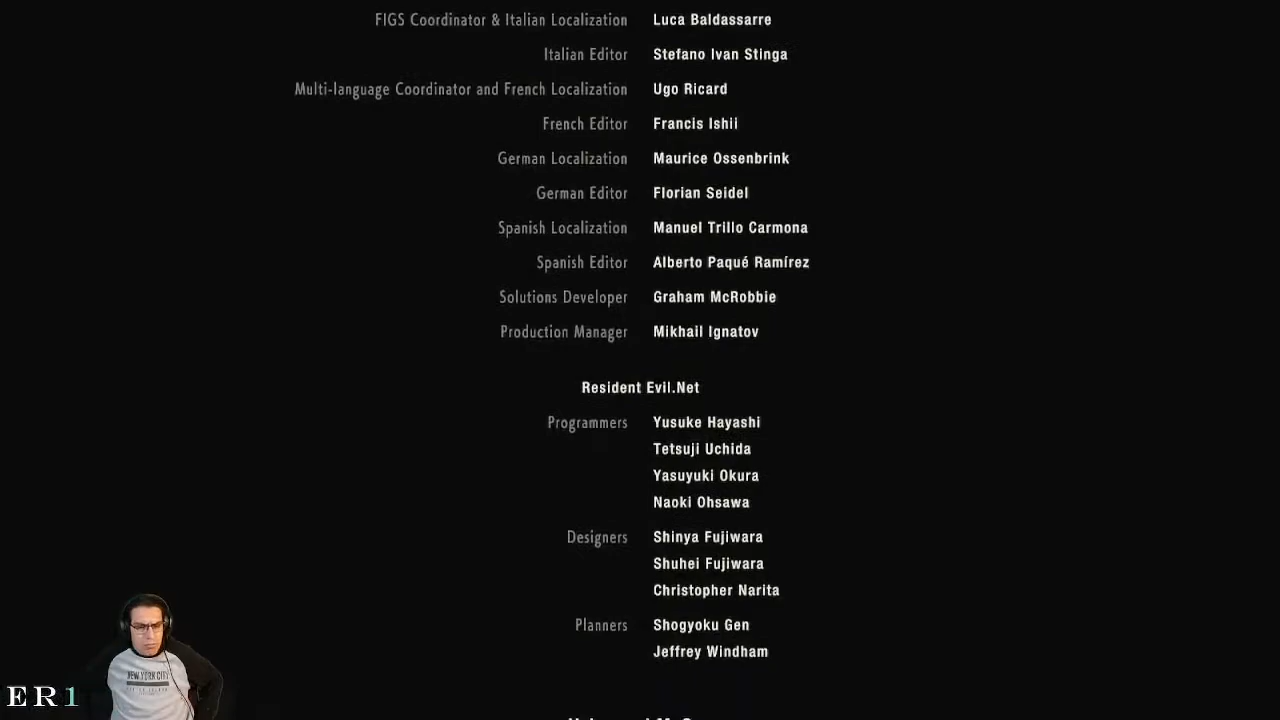 FIGS Coordinator & Italian Localization Luca Baldassarre
Italian Editor Stefano Ivan Stinga
Multi-language Coordinator and French Localization Ugo Ricard
French Editor Francis Ishii
German Localization Maurice Ossenbrink
German Editor Florian Seidel
Spanish Localization Manuel Trillo Carmona
Spanish Editor Alberto Paqué Ramírez
Solutions Developer Graham McRobbie
Production Manager Mikhail Ignatov
Resident Evil.Net
Programmers Yusuke Hayashi
Tetsuji Uchida
Yasuyuki Okura
Naoki Ohsawa
Designers Shinya Fujiwara
Shuhei Fujiwara
Christopher Narita
Planners Shogyoku Gen
Jeffrey Windham
NEW YORK CITY
ER1